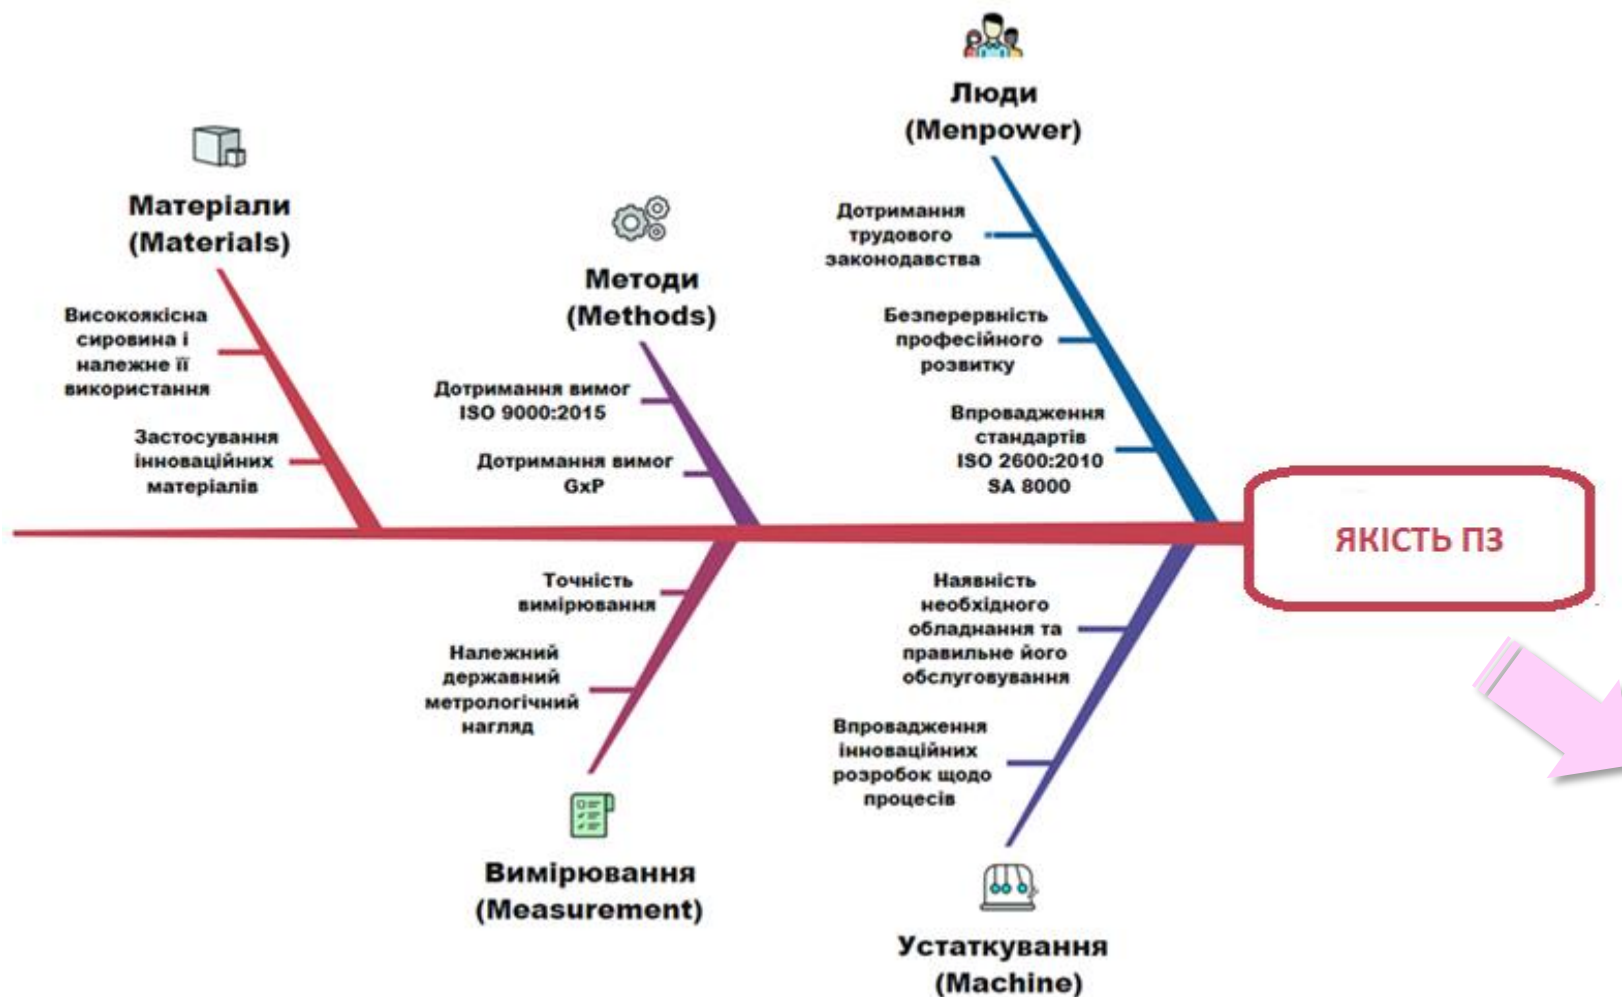 Люди
(Menpower)
Дотримання
трудового
законодавства
Безперервність
професійного
розвитку
Впровадження
стандартів
ISO 2600:2010
SA 8000
Матеріали
(Materials)
Високоякісна
сировина і
належне її
використання
Застосування
інноваційних
матеріалів
Методи
(Methods)
Дотримання вимог
ISO 9000:2015
Дотримання вимог
GxP
ЯКІСТЬ ПЗ
Точність
вимірювання
Належний
державний
метрологічний
нагляд
Вимірювання
(Measurement)
Наявність
необхідного
обладнання та
правильне його
обслуговування
Впровадження
інноваційних
розробок щодо
процесів
Устаткування
(Machine)